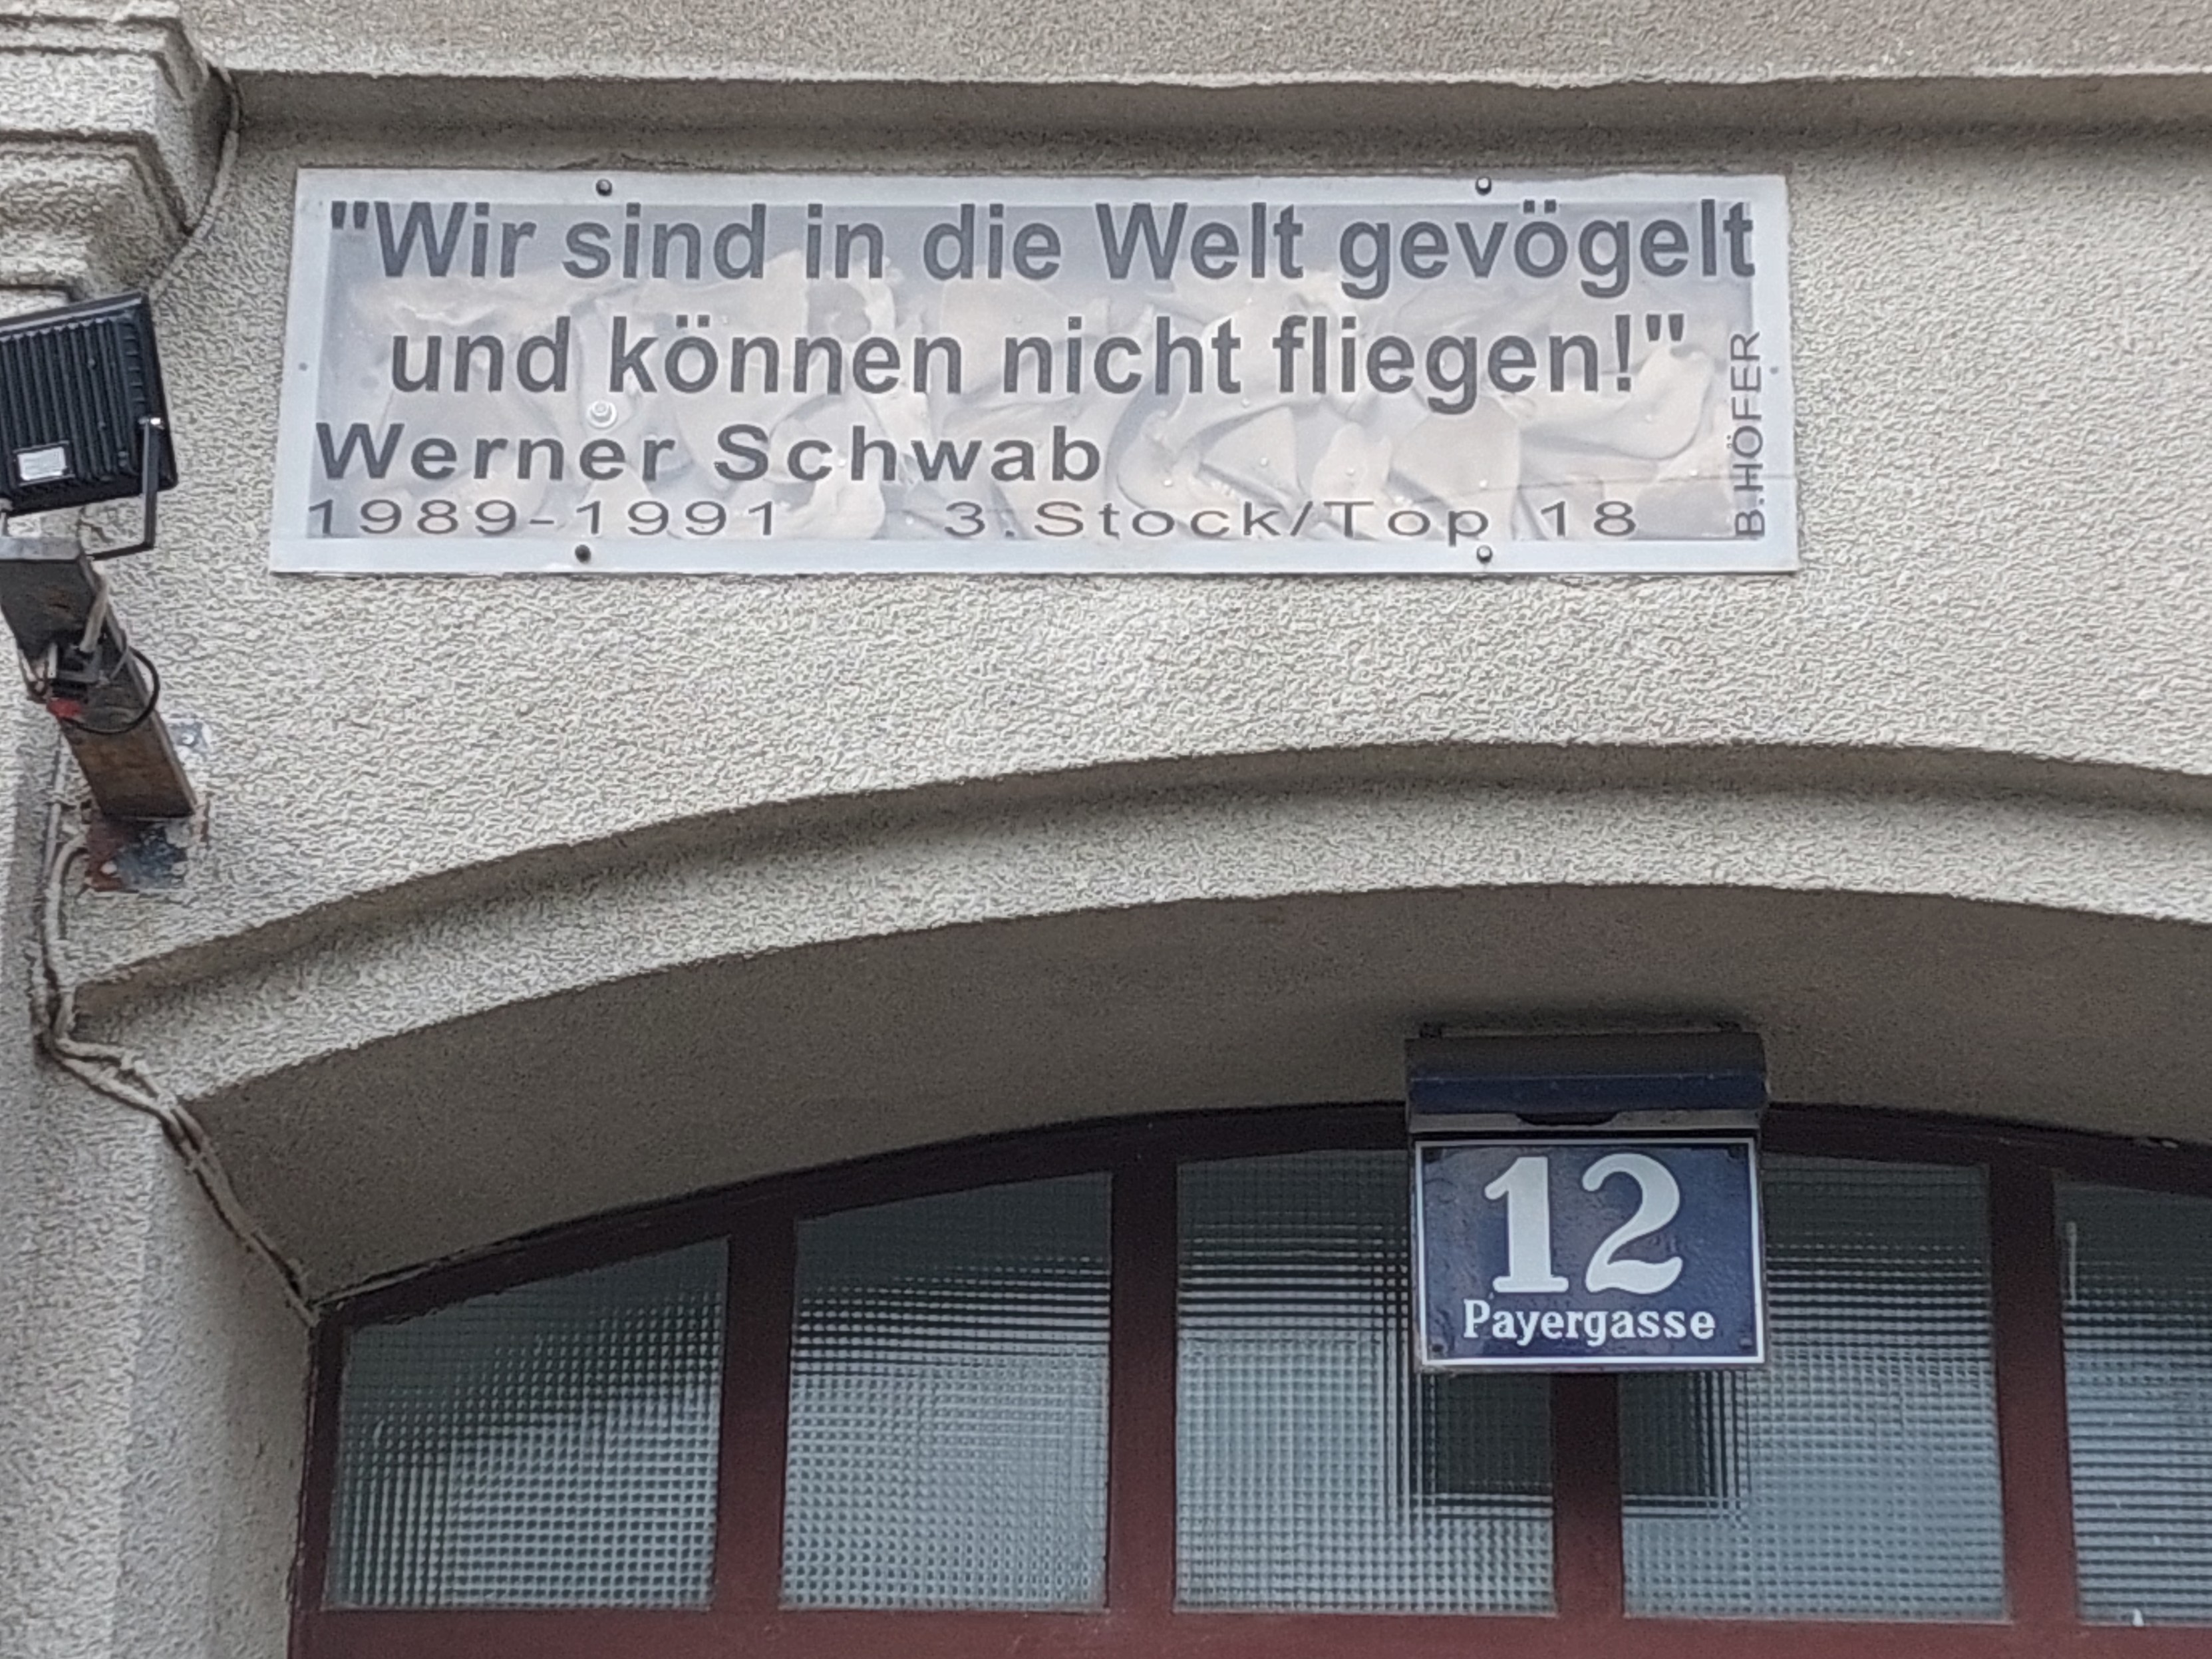 "Wir sind in die Welt gevögelt
und können nicht fliegen!"
Werner Schwab
1989-1991 3.Stock/Top 18
B.HÖFER
12
Payergasse